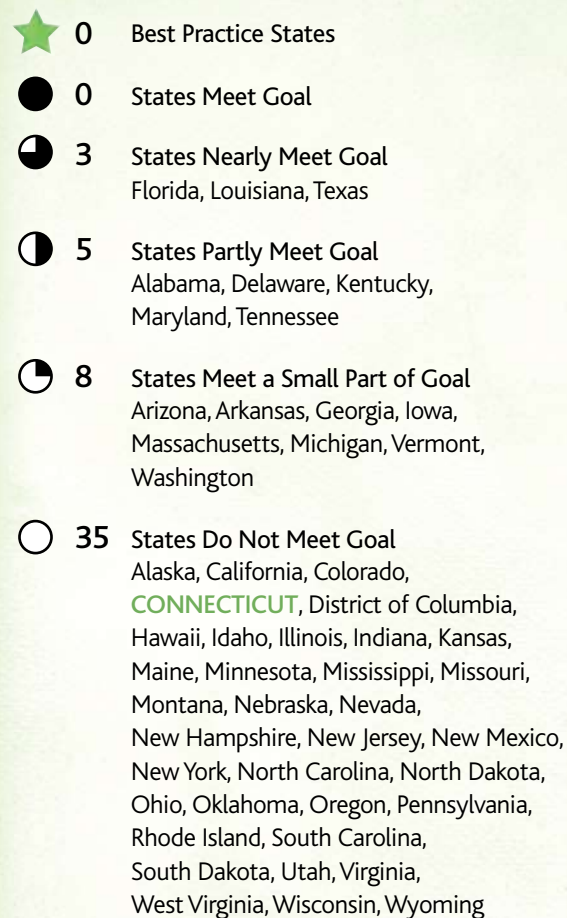 0 Best Practice States
0 States Meet Goal
3 States Nearly Meet Goal
Florida, Louisiana, Texas
5 States Partly Meet Goal
Alabama, Delaware, Kentucky,
Maryland, Tennessee
8 States Meet a Small Part of Goal
Arizona, Arkansas, Georgia, Iowa,
Massachusetts, Michigan, Vermont,
Washington
35 States Do Not Meet Goal
Alaska, California, Colorado,
CONNECTICUT, District of Columbia,
Hawaii, Idaho, Illinois, Indiana, Kansas,
Maine, Minnesota, Mississippi, Missouri,
Montana, Nebraska, Nevada,
New Hampshire, New Jersey, New Mexico,
New York, North Carolina, North Dakota,
Ohio, Oklahoma, Oregon, Pennsylvania,
Rhode Island, South Carolina,
South Dakota, Utah, Virginia,
West Virginia, Wisconsin, Wyoming